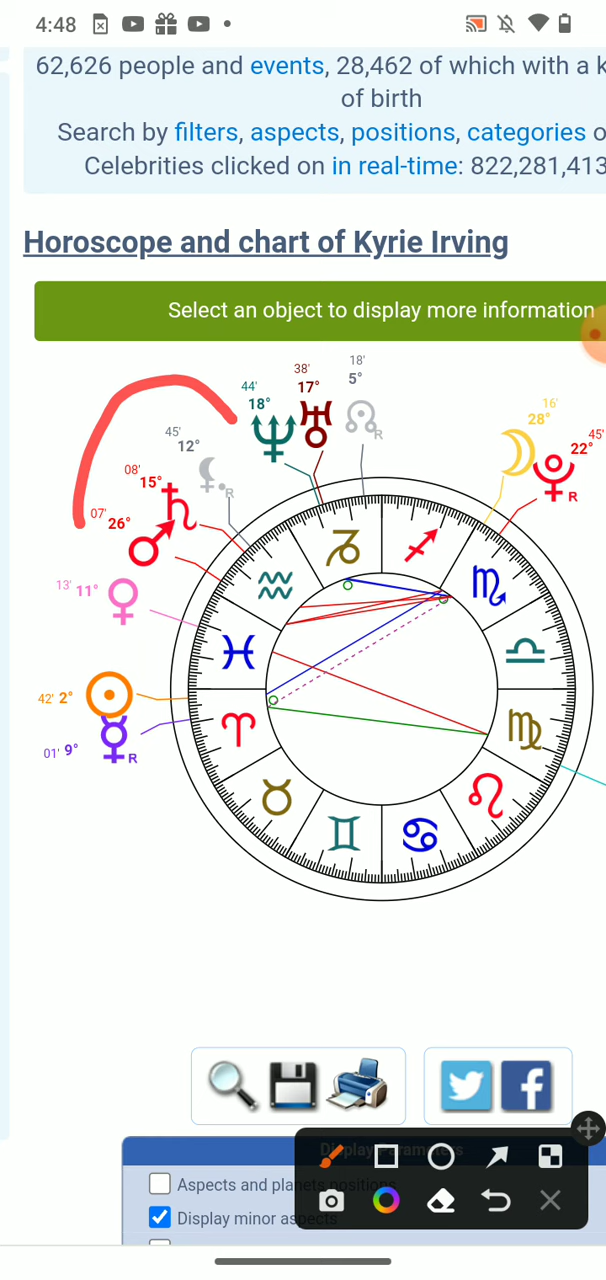 4:48
62,626 people and events, 28,462 of which with a k
of birth
Search by filters, aspects, positions, categories o
Celebrities clicked on in real-time: 822,281,413
Horoscope and chart of Kyrie Irving
Select an object to display more information
18'
5°
R
38'
17°
44'
18°
16'
28°
45'
22°
R
45'
12°
R
08'
15°
07'
26°
13' 11°
42' 2°
01' 9°
R
Display Parameters
Aspects and planets positions
Display minor aspects